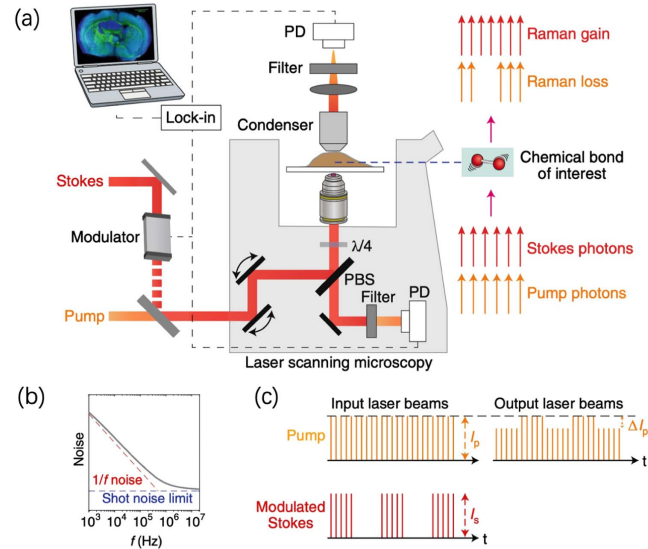 (a)
PD
Filter
Condenser
Lock-in
Stokes
Modulator
Pump
λ/4
PBS
Filter
PD
Laser scanning microscopy
Raman gain
Raman loss
Chemical bond
of interest
Stokes photons
Pump photons
(b)
Noise
1/f noise
Shot noise limit
10³ 10⁴ 10⁵ 10⁶ 10⁷
f (Hz)
(c)
Input laser beams
Output laser beams
Pump
Iₚ
ΔIₚ
t
t
Modulated
Stokes
Iₛ
t